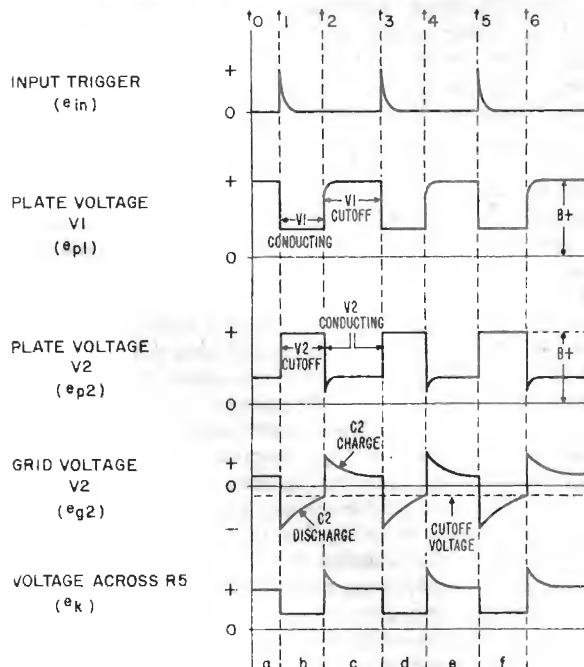 t0 t1 t2 t3 t4 t5 t6
INPUT TRIGGER
(ein)
+
0
PLATE VOLTAGE
V1
(ep1)
+
0
V1
CONDUCTING
V1
CUTOFF
B+
PLATE VOLTAGE
V2
(ep2)
+
0
V2
CUTOFF
V2
CONDUCTING
B+
GRID VOLTAGE
V2
(eg2)
+
0
−
C2
CHARGE
C2
DISCHARGE
CUTOFF
VOLTAGE
VOLTAGE ACROSS R5
(ek)
+
0
a b c d e f